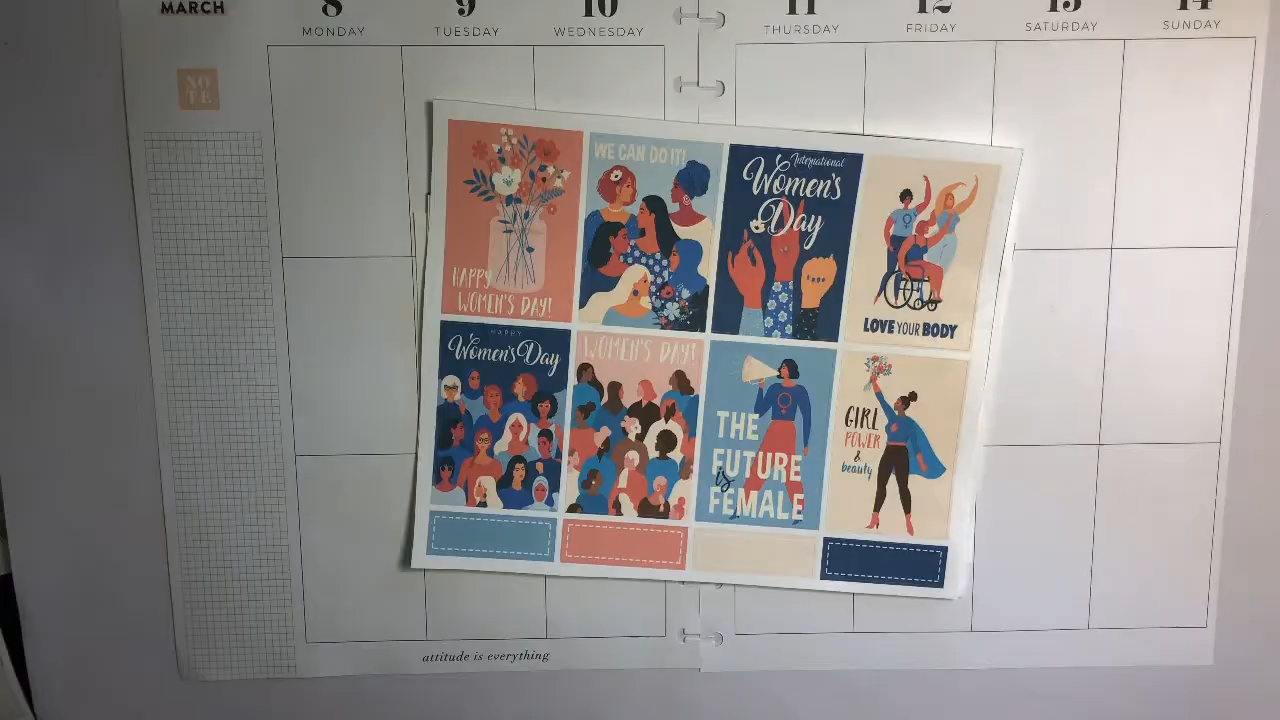 MARCH
8
9
10
11
12
13
14
MONDAY
TUESDAY
WEDNESDAY
THURSDAY
FRIDAY
SATURDAY
SUNDAY
NO
TE
HAPPY
WOMEN'S DAY!
WE CAN DO IT!
International
Women's
Day
LOVE YOUR BODY
HAPPY
Women's Day
WOMEN'S DAY!
THE
FUTURE
is
FEMALE
GIRL
POWER
&
beauty
attitude is everything